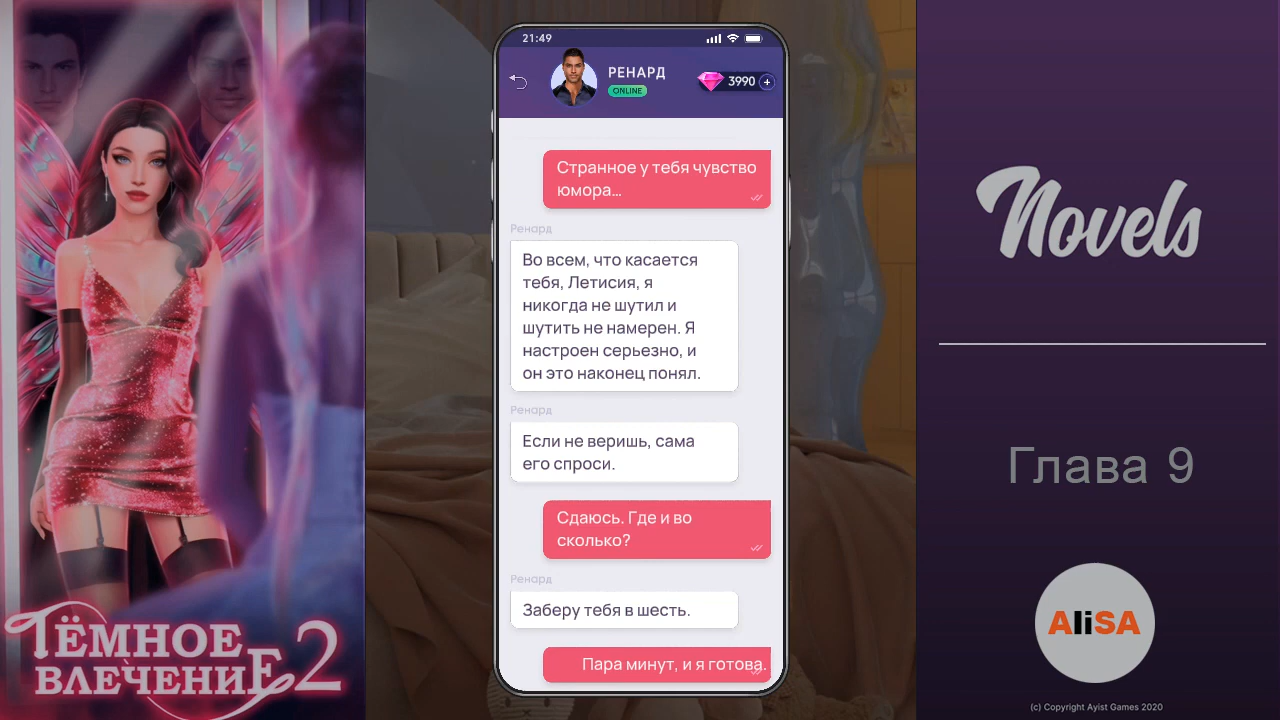 21:49
РЕНАРД
ONLINE
3990
Странное у тебя чувство
юмора...
Ренард
Во всем, что касается
тебя, Летисия, я
никогда не шутил и
шутить не намерен. Я
настроен серьезно, и
он это наконец понял.
Ренард
Если не веришь, сама
его спроси.
Сдаюсь. Где и во
сколько?
Ренард
Заберу тебя в шесть.
Пара минут, и я готова.
ТЁМНОЕ
ВЛЕЧЕНИЕ 2
Novels
Глава 9
AliSA
(c) Copyright Ayist Games 2020